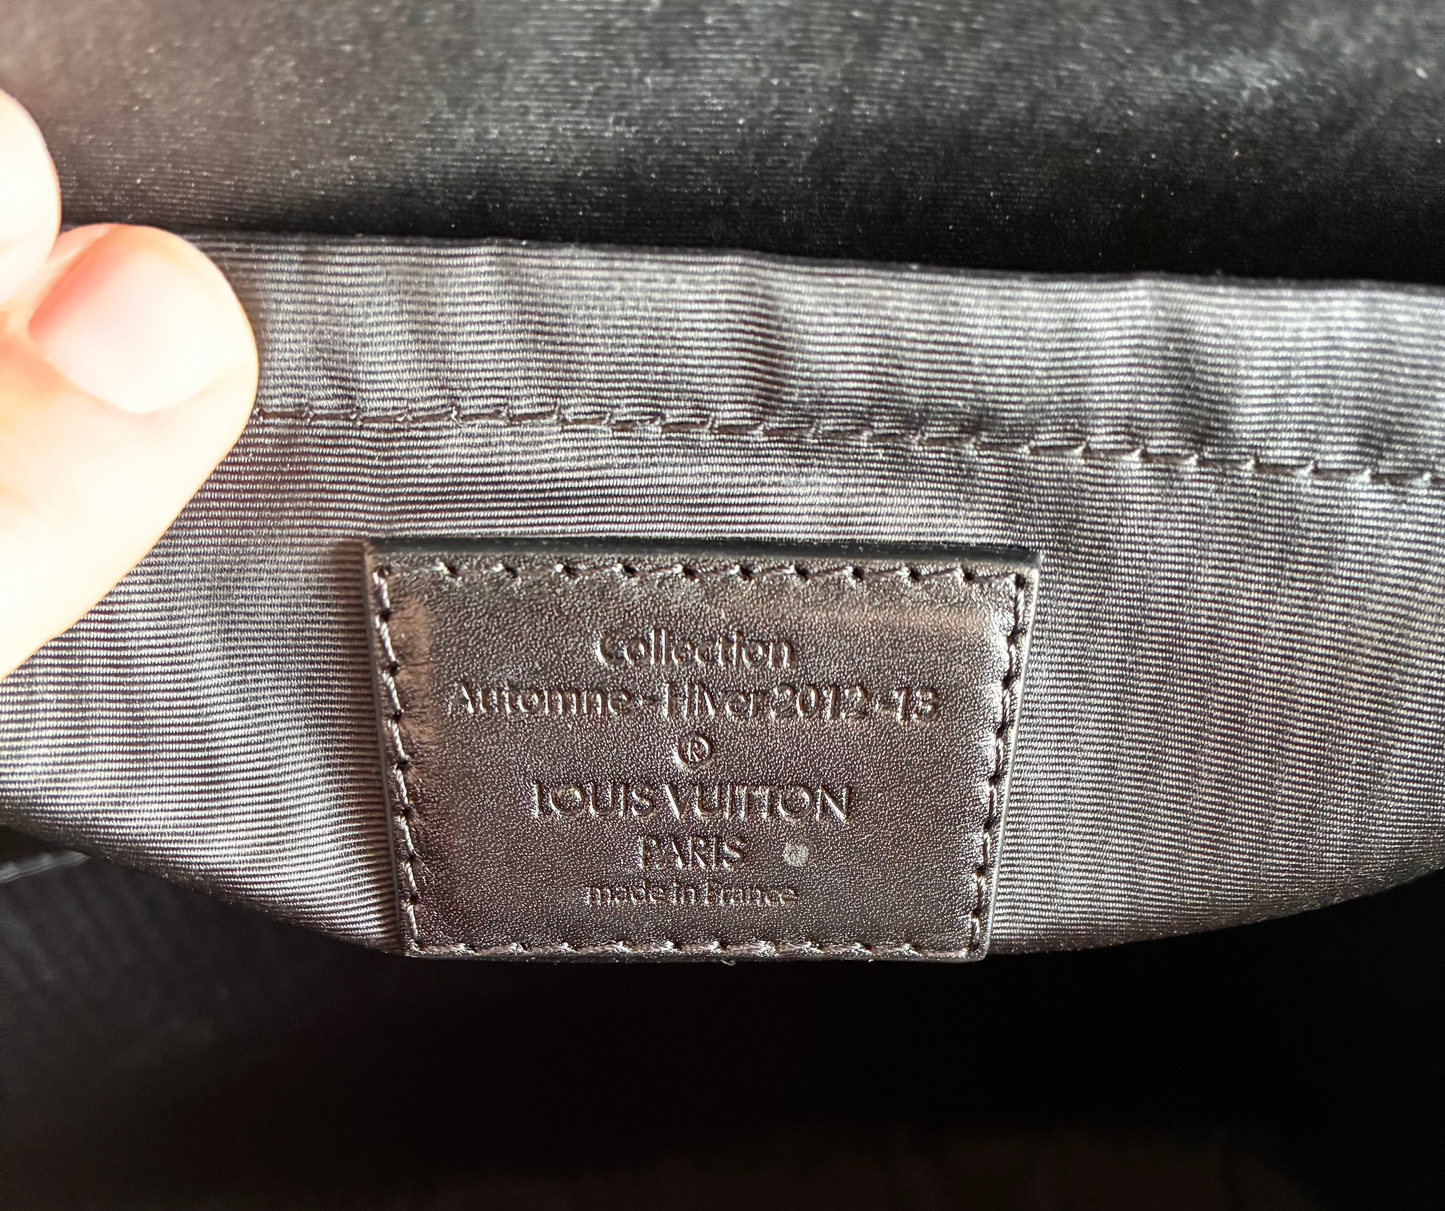 Collection
Automne-Hiver 2012-13
®
LOUIS VUITTON
PARIS
made in France